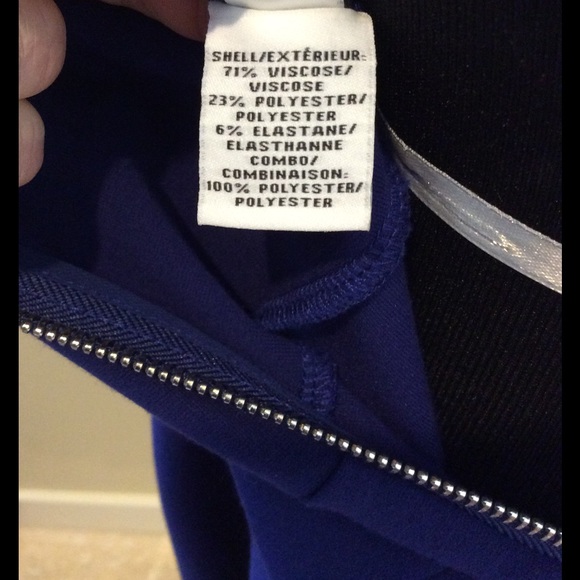 SHELL/EXTÉRIEUR:
71% VISCOSE/
VISCOSE
23% POLYESTER/
POLYESTER
6% ELASTANE/
ELASTHANNE
COMBO/
COMBINAISON:
100% POLYESTER/
POLYESTER